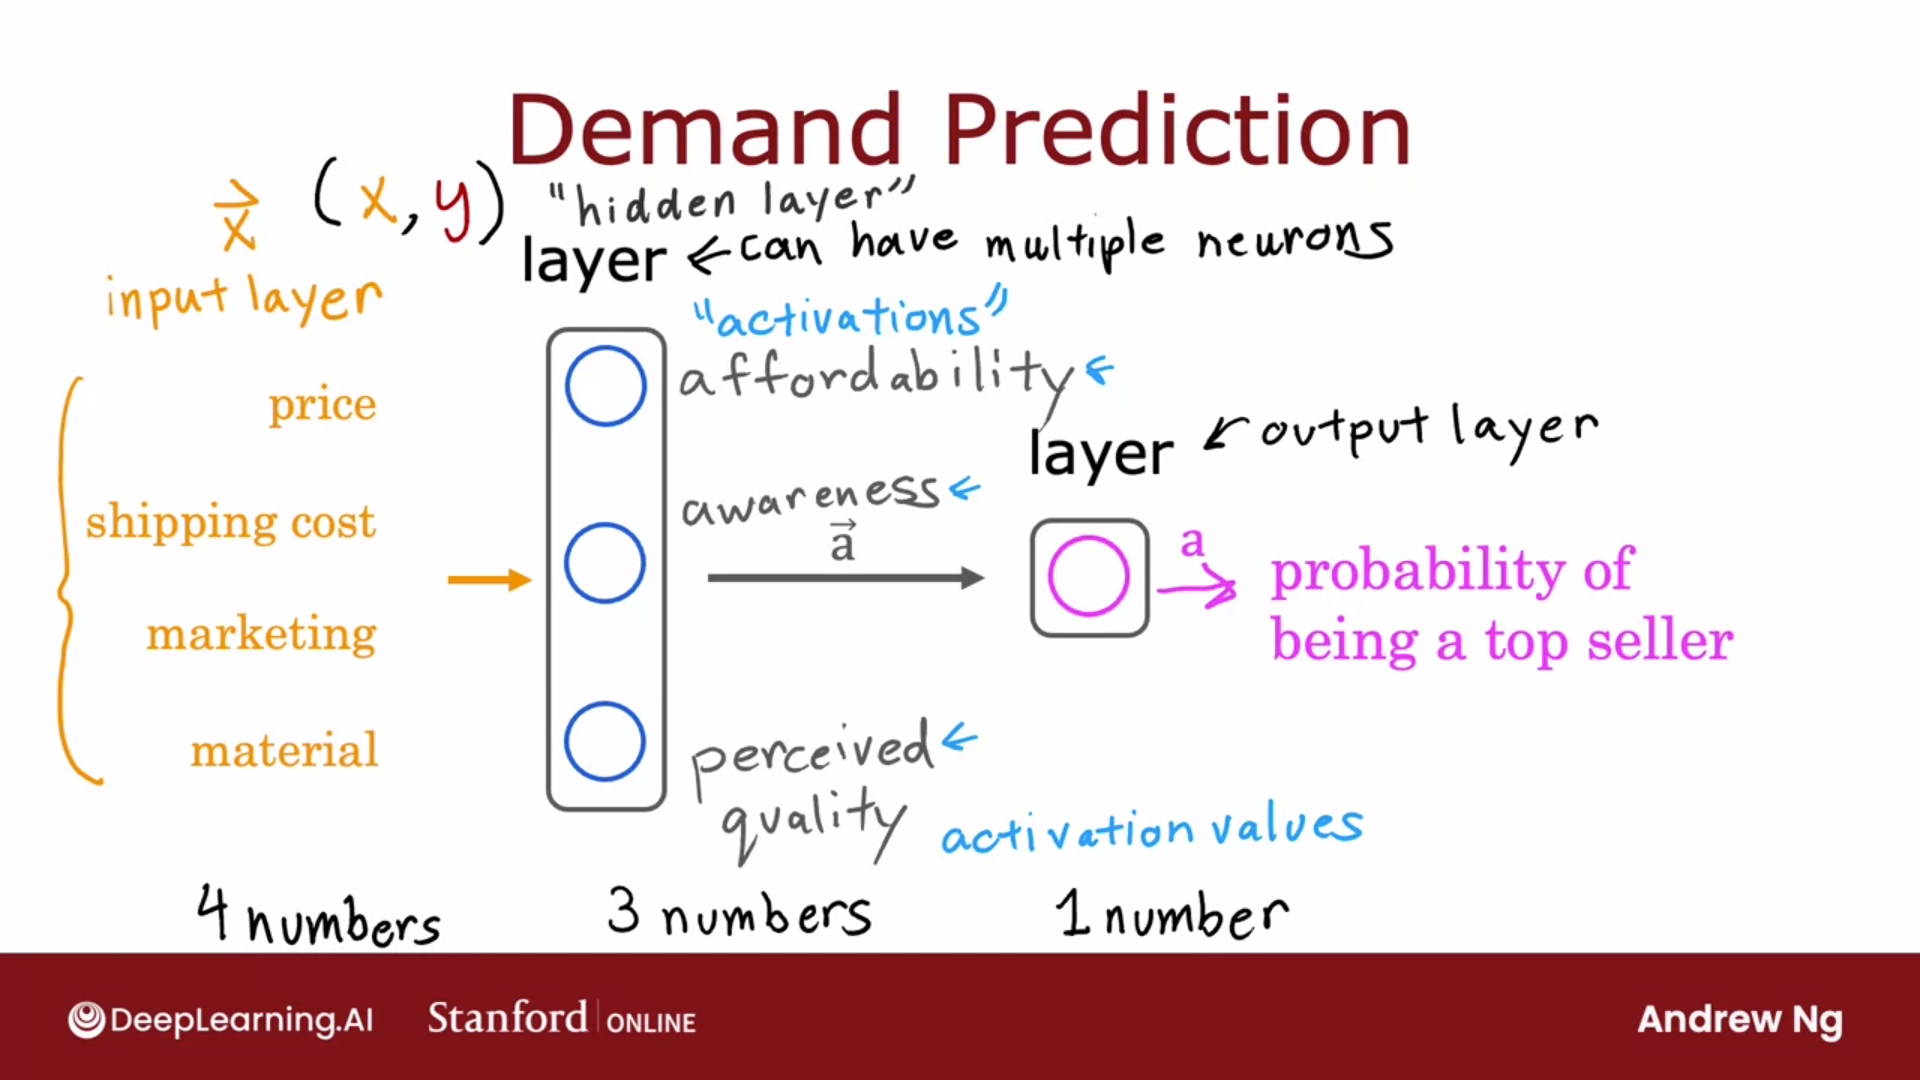 Demand Prediction
x⃗ (x, y)
"hidden layer"
layer ← can have multiple neurons
input layer
"activations"
affordability ←
price
layer ← output layer
shipping cost
awareness ←
a⃗
a
probability of
being a top seller
marketing
material
perceived ←
quality
activation values
4 numbers
3 numbers
1 number
DeepLearning.AI
Stanford | ONLINE
Andrew Ng